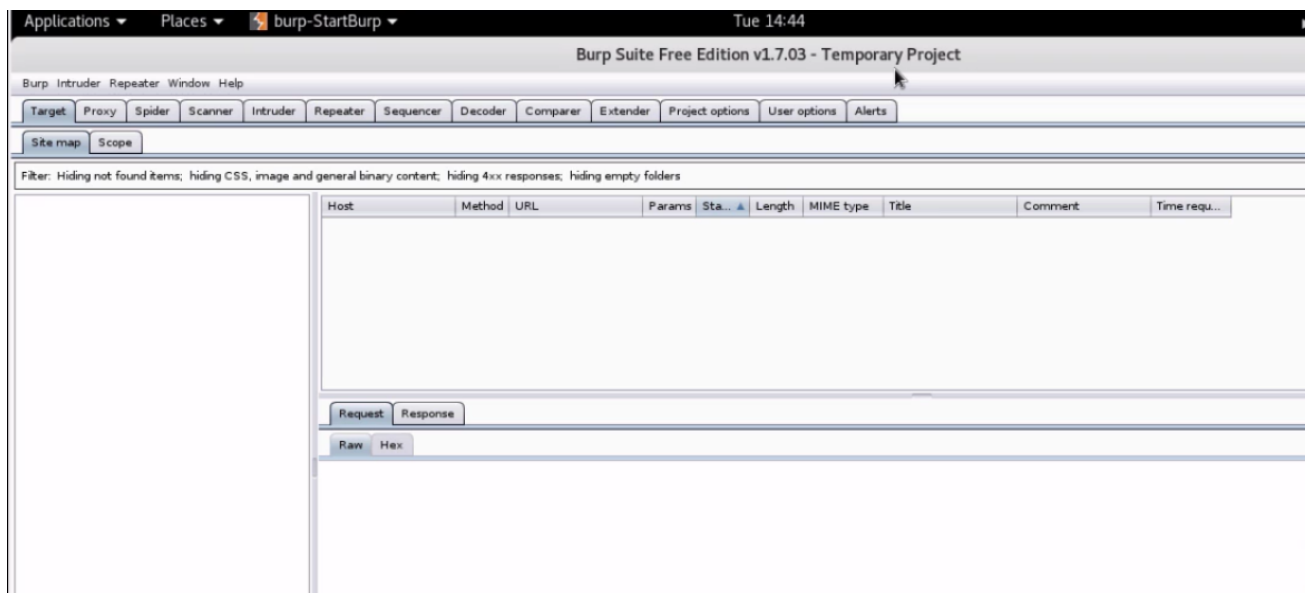 Applications Places burp-StartBurp Tue 14:44
Burp Suite Free Edition v1.7.03 - Temporary Project
Burp Intruder Repeater Window Help
Target Proxy Spider Scanner Intruder Repeater Sequencer Decoder Comparer Extender Project options User options Alerts
Site map Scope
Filter: Hiding not found items; hiding CSS, image and general binary content; hiding 4xx responses; hiding empty folders
Host Method URL Params Sta... Length MIME type Title Comment Time requ...
Request Response
Raw Hex